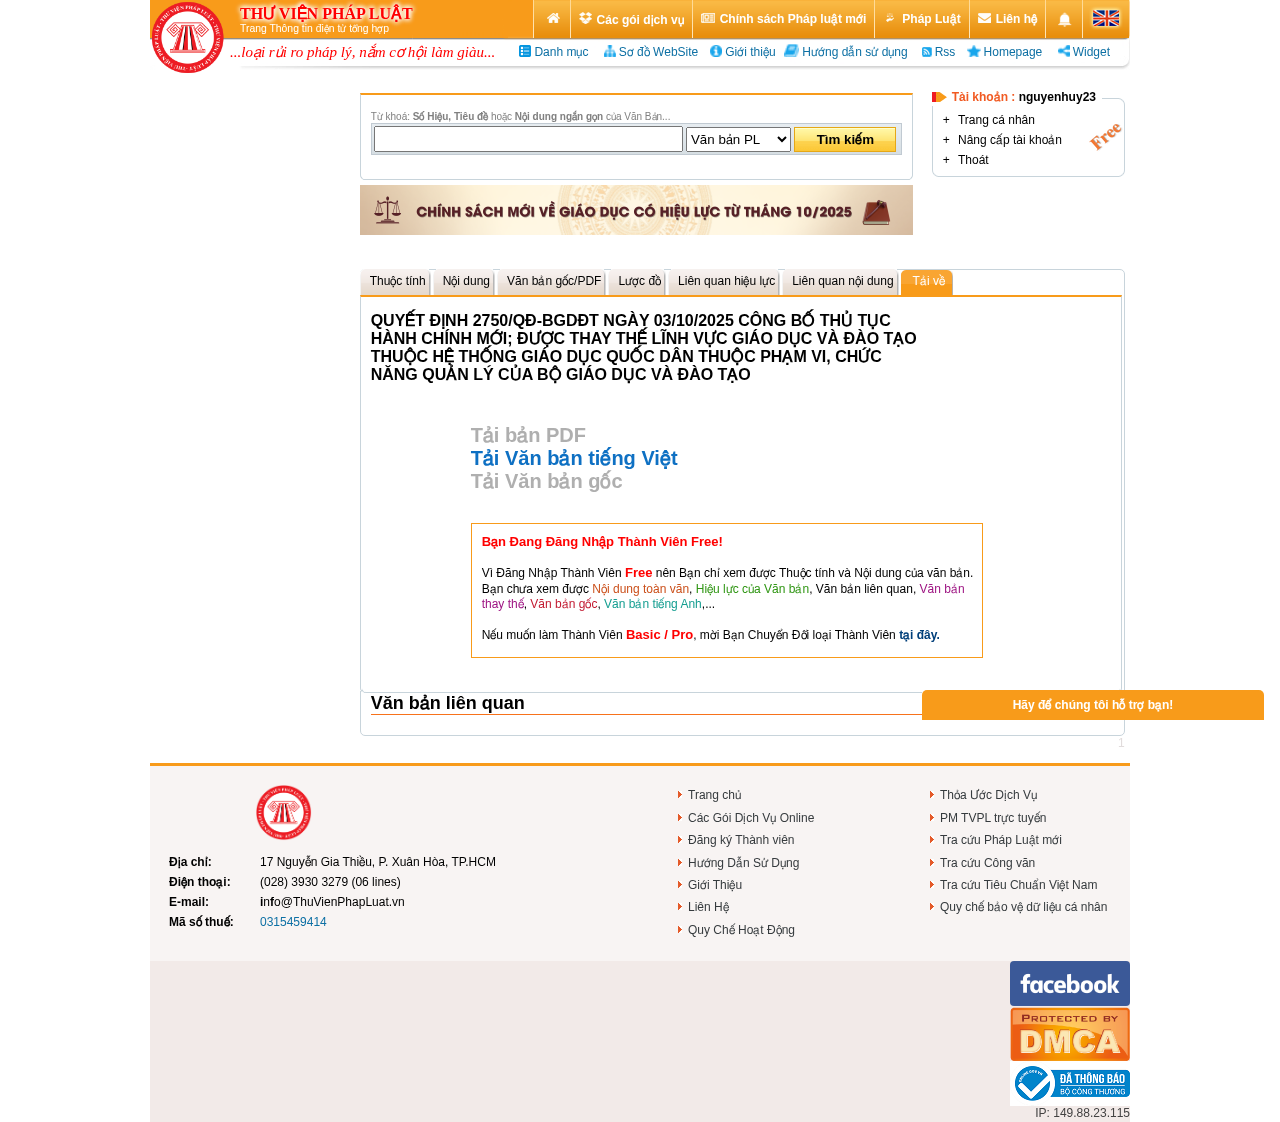 THƯ VIỆN PHÁP LUẬT
Trang Thông tin điện tử tổng hợp
Các gói dịch vụ
Chính sách Pháp luật mới
Pháp Luật
Liên hệ
...loại rủi ro pháp lý, nắm cơ hội làm giàu...
Danh mục
Sơ đồ WebSite
Giới thiệu
Hướng dẫn sử dụng
Rss
Homepage
Widget
Từ khoá: Số Hiệu, Tiêu đề hoặc Nội dung ngắn gọn của Văn Bản...
Văn bản PL
Tìm kiếm
Tài khoản : nguyenhuy23
+ Trang cá nhân
+ Nâng cấp tài khoản
+ Thoát
Free
CHÍNH SÁCH MỚI VỀ GIÁO DỤC CÓ HIỆU LỰC TỪ THÁNG 10/2025
Thuộc tính
Nội dung
Văn bản gốc/PDF
Lược đồ
Liên quan hiệu lực
Liên quan nội dung
Tải về
QUYẾT ĐỊNH 2750/QĐ-BGDĐT NGÀY 03/10/2025 CÔNG BỐ THỦ TỤC
HÀNH CHÍNH MỚI; ĐƯỢC THAY THẾ LĨNH VỰC GIÁO DỤC VÀ ĐÀO TẠO
THUỘC HỆ THỐNG GIÁO DỤC QUỐC DÂN THUỘC PHẠM VI, CHỨC
NĂNG QUẢN LÝ CỦA BỘ GIÁO DỤC VÀ ĐÀO TẠO
Tải bản PDF
Tải Văn bản tiếng Việt
Tải Văn bản gốc
Bạn Đang Đăng Nhập Thành Viên Free!
Vì Đăng Nhập Thành Viên Free nên Bạn chỉ xem được Thuộc tính và Nội dung của văn bản.
Bạn chưa xem được Nội dung toàn văn, Hiệu lực của Văn bản, Văn bản liên quan, Văn bản
thay thế, Văn bản gốc, Văn bản tiếng Anh,...
Nếu muốn làm Thành Viên Basic / Pro, mời Bạn Chuyển Đổi loại Thành Viên tại đây.
Văn bản liên quan
Hãy để chúng tôi hỗ trợ bạn!
1
Địa chỉ: 17 Nguyễn Gia Thiều, P. Xuân Hòa, TP.HCM
Điện thoại: (028) 3930 3279 (06 lines)
E-mail: info@ThuVienPhapLuat.vn
Mã số thuế: 0315459414
Trang chủ
Các Gói Dịch Vụ Online
Đăng ký Thành viên
Hướng Dẫn Sử Dụng
Giới Thiệu
Liên Hệ
Quy Chế Hoạt Động
Thỏa Ước Dịch Vụ
PM TVPL trực tuyến
Tra cứu Pháp Luật mới
Tra cứu Công văn
Tra cứu Tiêu Chuẩn Việt Nam
Quy chế bảo vệ dữ liệu cá nhân
facebook
PROTECTED BY
DMCA
ĐÃ THÔNG BÁO
BỘ CÔNG THƯƠNG
IP: 149.88.23.115